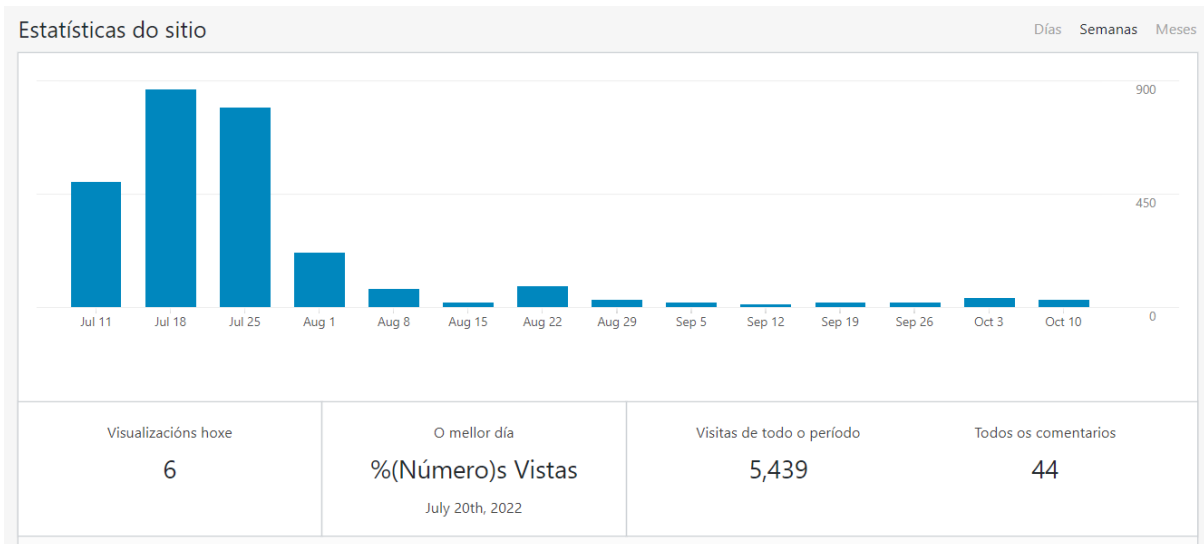 Estatísticas do sitio
Días Semanas Meses
900
450
0
Jul 11 Jul 18 Jul 25 Aug 1 Aug 8 Aug 15 Aug 22 Aug 29 Sep 5 Sep 12 Sep 19 Sep 26 Oct 3 Oct 10
Visualizacións hoxe
6
O mellor día
%(Número)s Vistas
July 20th, 2022
Visitas de todo o período
5,439
Todos os comentarios
44